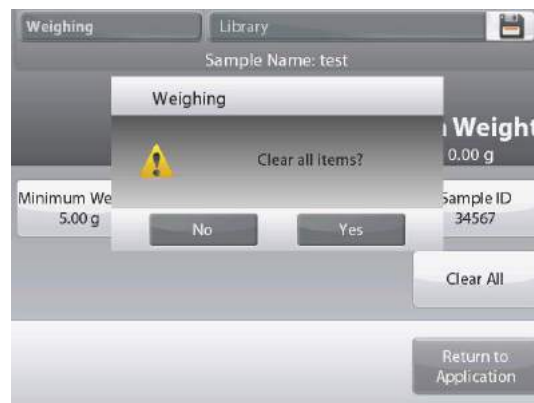 Weighing
Library
Sample Name: test
Weighing
Weight
0.00 g
Clear all items?
Minimum We
5.00 g
Sample ID
34567
No
Yes
Clear All
Return to
Application